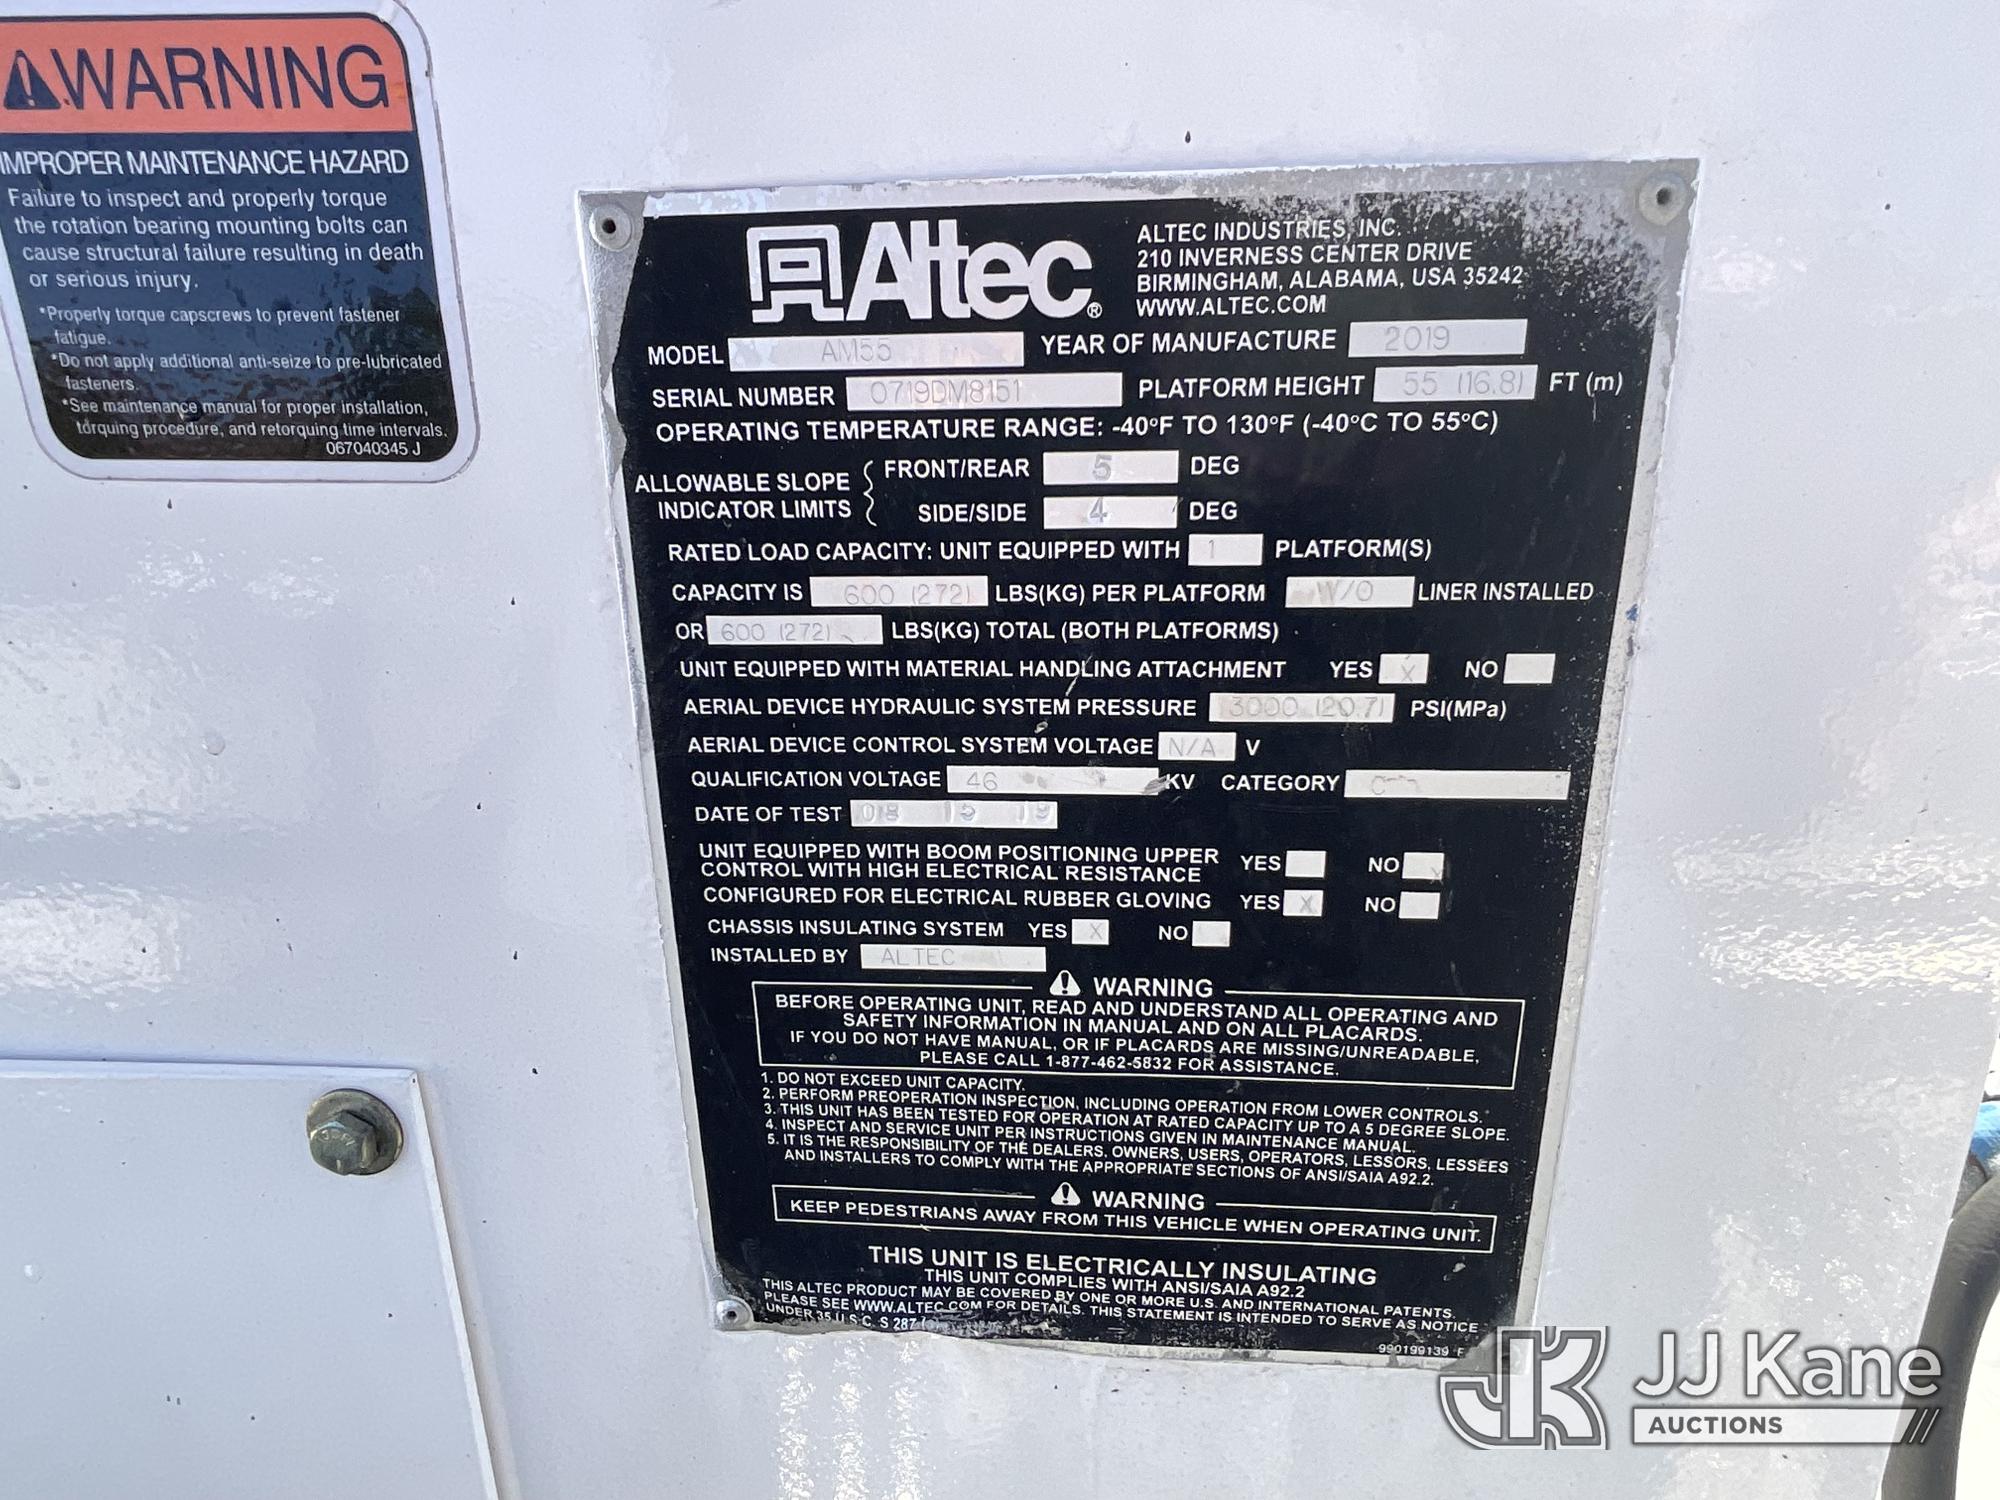 WARNING
IMPROPER MAINTENANCE HAZARD
Failure to inspect and properly torque
the rotation bearing mounting bolts can
cause structural failure resulting in death
or serious injury.
*Properly torque capscrews to prevent fastener
fatigue.
*Do not apply additional anti-seize to pre-lubricated
fasteners.
*See maintenance manual for proper installation,
torquing procedure, and retorquing time intervals.
067040345 J
Altec®
ALTEC INDUSTRIES, INC.
210 INVERNESS CENTER DRIVE
BIRMINGHAM, ALABAMA, USA 35242
WWW.ALTEC.COM
MODEL AM55 YEAR OF MANUFACTURE 2019
SERIAL NUMBER 0719DM8151 PLATFORM HEIGHT 55 (16.8) FT (m)
OPERATING TEMPERATURE RANGE: -40°F TO 130°F (-40°C TO 55°C)
ALLOWABLE SLOPE INDICATOR LIMITS
FRONT/REAR 5 DEG
SIDE/SIDE 4 DEG
RATED LOAD CAPACITY: UNIT EQUIPPED WITH 1 PLATFORM(S)
CAPACITY IS 600 (272) LBS(KG) PER PLATFORM W/O LINER INSTALLED
OR 600 (272) LBS(KG) TOTAL (BOTH PLATFORMS)
UNIT EQUIPPED WITH MATERIAL HANDLING ATTACHMENT YES X NO
AERIAL DEVICE HYDRAULIC SYSTEM PRESSURE 3000 (20.7) PSI(MPa)
AERIAL DEVICE CONTROL SYSTEM VOLTAGE N/A V
QUALIFICATION VOLTAGE 46 KV CATEGORY C
DATE OF TEST 08 15 19
UNIT EQUIPPED WITH BOOM POSITIONING UPPER
CONTROL WITH HIGH ELECTRICAL RESISTANCE YES NO X
CONFIGURED FOR ELECTRICAL RUBBER GLOVING YES X NO
CHASSIS INSULATING SYSTEM YES X NO
INSTALLED BY ALTEC
WARNING
BEFORE OPERATING UNIT, READ AND UNDERSTAND ALL OPERATING AND
SAFETY INFORMATION IN MANUAL AND ON ALL PLACARDS.
IF YOU DO NOT HAVE MANUAL, OR IF PLACARDS ARE MISSING/UNREADABLE,
PLEASE CALL 1-877-462-5832 FOR ASSISTANCE.
1. DO NOT EXCEED UNIT CAPACITY.
2. PERFORM PREOPERATION INSPECTION, INCLUDING OPERATION FROM LOWER CONTROLS.
3. THIS UNIT HAS BEEN TESTED FOR OPERATION AT RATED CAPACITY UP TO A 5 DEGREE SLOPE.
4. INSPECT AND SERVICE UNIT PER INSTRUCTIONS GIVEN IN MAINTENANCE MANUAL.
5. IT IS THE RESPONSIBILITY OF THE DEALERS, OWNERS, USERS, OPERATORS, LESSORS, LESSEES
AND INSTALLERS TO COMPLY WITH THE APPROPRIATE SECTIONS OF ANSI/SAIA A92.2.
WARNING
KEEP PEDESTRIANS AWAY FROM THIS VEHICLE WHEN OPERATING UNIT.
THIS UNIT IS ELECTRICALLY INSULATING
THIS UNIT COMPLIES WITH ANSI/SAIA A92.2
THIS ALTEC PRODUCT MAY BE COVERED BY ONE OR MORE U.S. AND INTERNATIONAL PATENTS.
PLEASE SEE WWW.ALTEC.COM FOR DETAILS. THIS STATEMENT IS INTENDED TO SERVE AS NOTICE
UNDER 35 U.S.C. S 287
990199139 F
JK JJ Kane
AUCTIONS